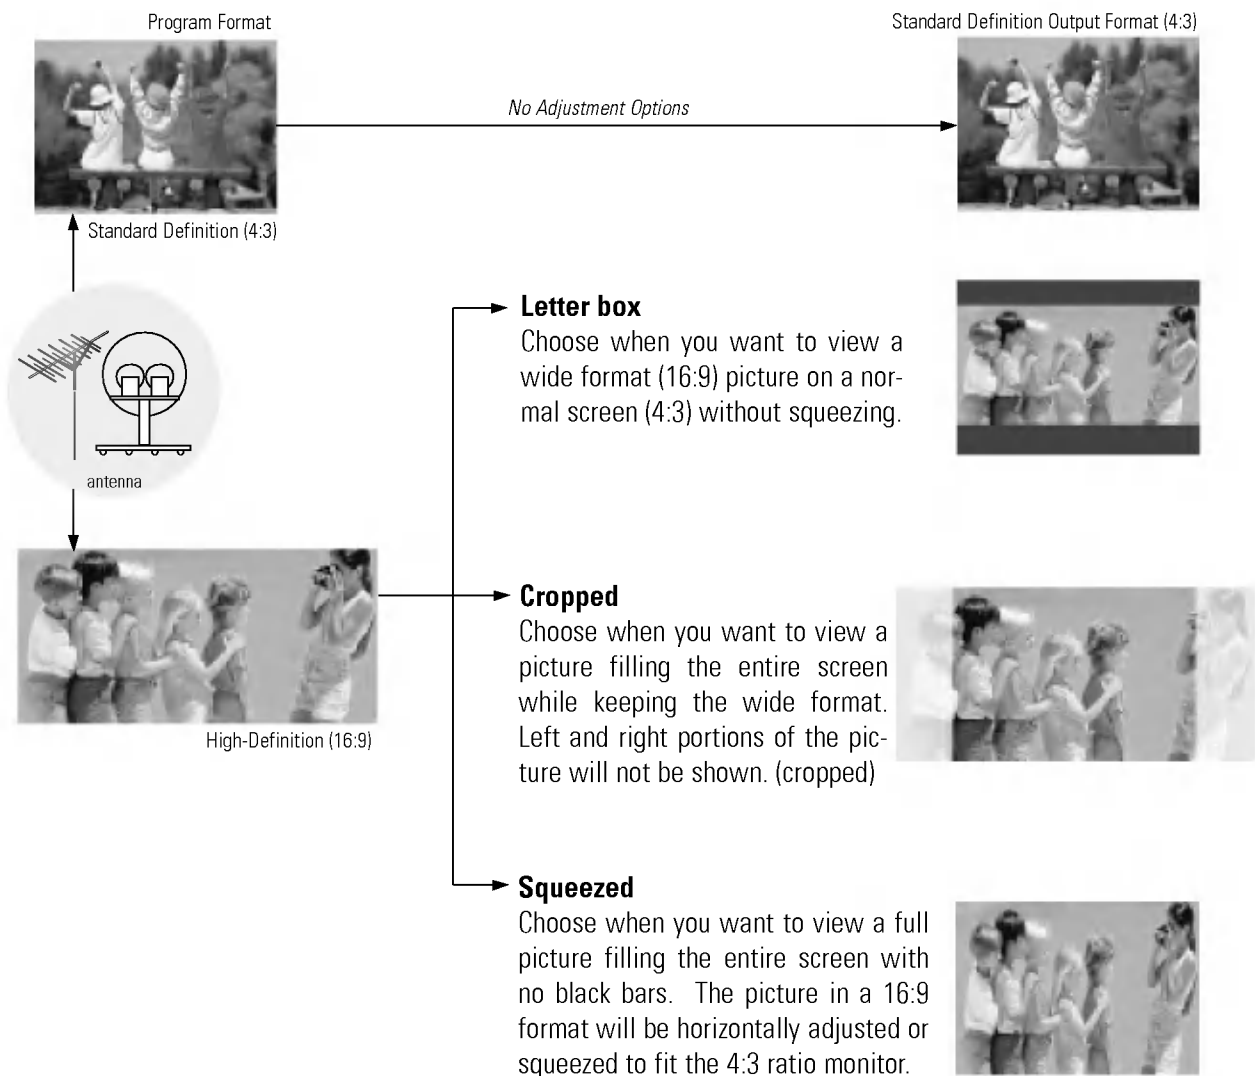 Program Format
Standard Definition Output Format (4:3)
No Adjustment Options
Standard Definition (4:3)
antenna
High-Definition (16:9)
Letter box
Choose when you want to view a
wide format (16:9) picture on a nor-
mal screen (4:3) without squeezing.
Cropped
Choose when you want to view a
picture filling the entire screen
while keeping the wide format.
Left and right portions of the pic-
ture will not be shown. (cropped)
Squeezed
Choose when you want to view a full
picture filling the entire screen with
no black bars. The picture in a 16:9
format will be horizontally adjusted or
squeezed to fit the 4:3 ratio monitor.